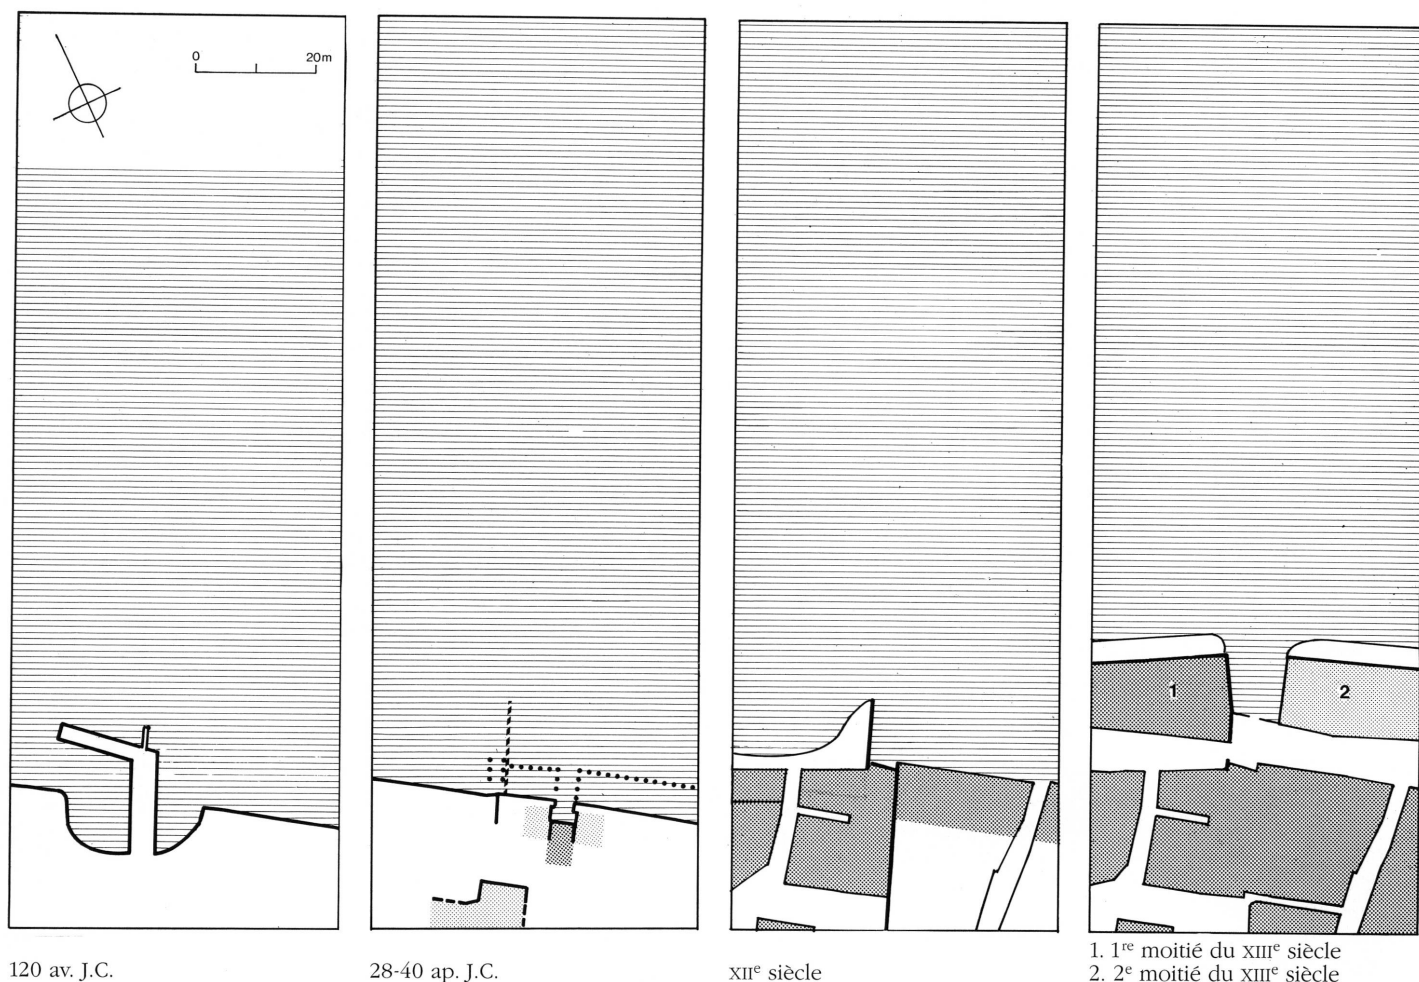 0 20m
1
2
120 av. J.C.
28-40 ap. J.C.
XIIe siècle
1. 1re moitié du XIIIe siècle
2. 2e moitié du XIIIe siècle